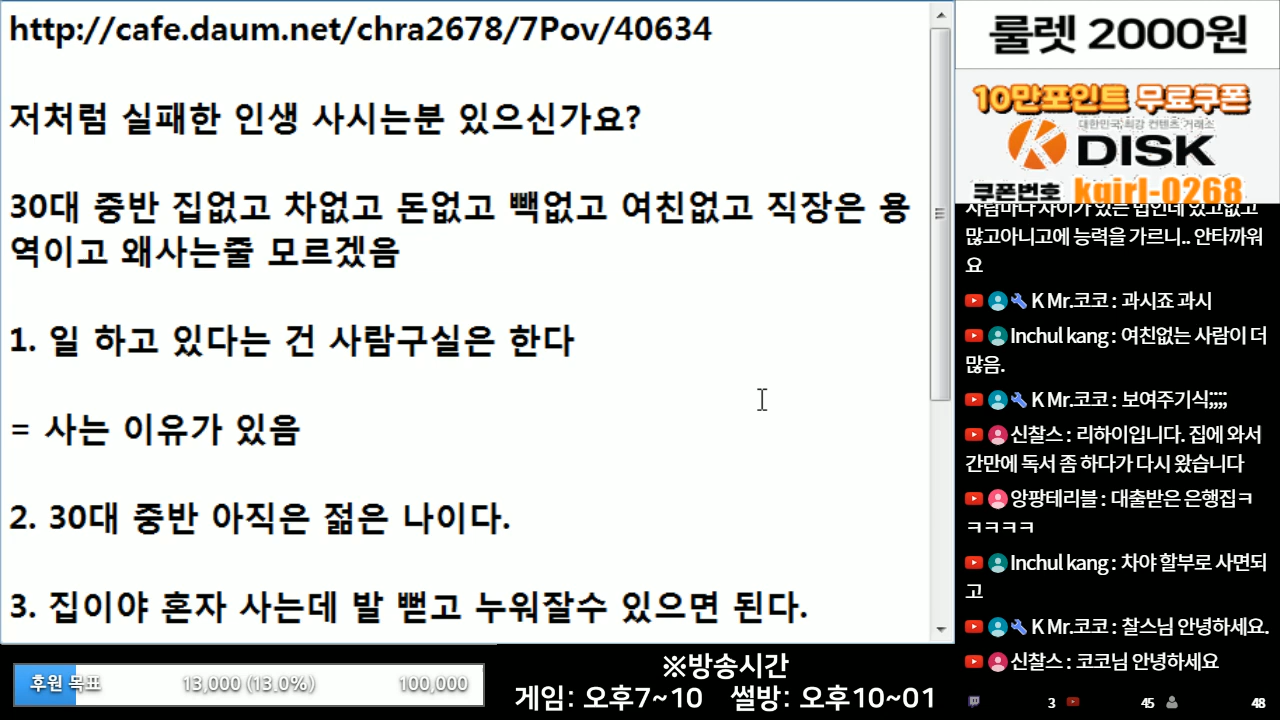 http://cafe.daum.net/chra2678/7Pov/40634
저처럼 실패한 인생 사시는분 있으신가요?
30대 중반 집없고 차없고 돈없고 빽없고 여친없고 직장은 용
역이고 왜사는줄 모르겠음
1. 일 하고 있다는 건 사람구실은 한다
= 사는 이유가 있음
2. 30대 중반 아직은 젊은 나이다.
3. 집이야 혼자 사는데 발 뻗고 누워잘수 있으면 된다.
룰렛 2000원
10만포인트 무료쿠폰
대한민국 최강 컨텐츠 거래소
K DISK
쿠폰번호 kgirl-0268
사람마다 차이가 있는 법인데 있고없고
많고아니고에 능력을 가르니.. 안타까워
요
K Mr.코코 : 과시죠 과시
Inchul kang : 여친없는 사람이 더
많음.
K Mr.코코 : 보여주기식;;;;
신찰스 : 리하이입니다. 집에 와서
간만에 독서 좀 하다가 다시 왔습니다
앙팡테리블 : 대출받은 은행집ㅋ
ㅋㅋㅋㅋ
Inchul kang : 차야 할부로 사면되
고
K Mr.코코 : 찰스님 안녕하세요.
신찰스 : 코코님 안녕하세요
후원 목표 13,000 (13.0%) 100,000
※방송시간
게임: 오후7~10 썰방: 오후10~01
3 45 48